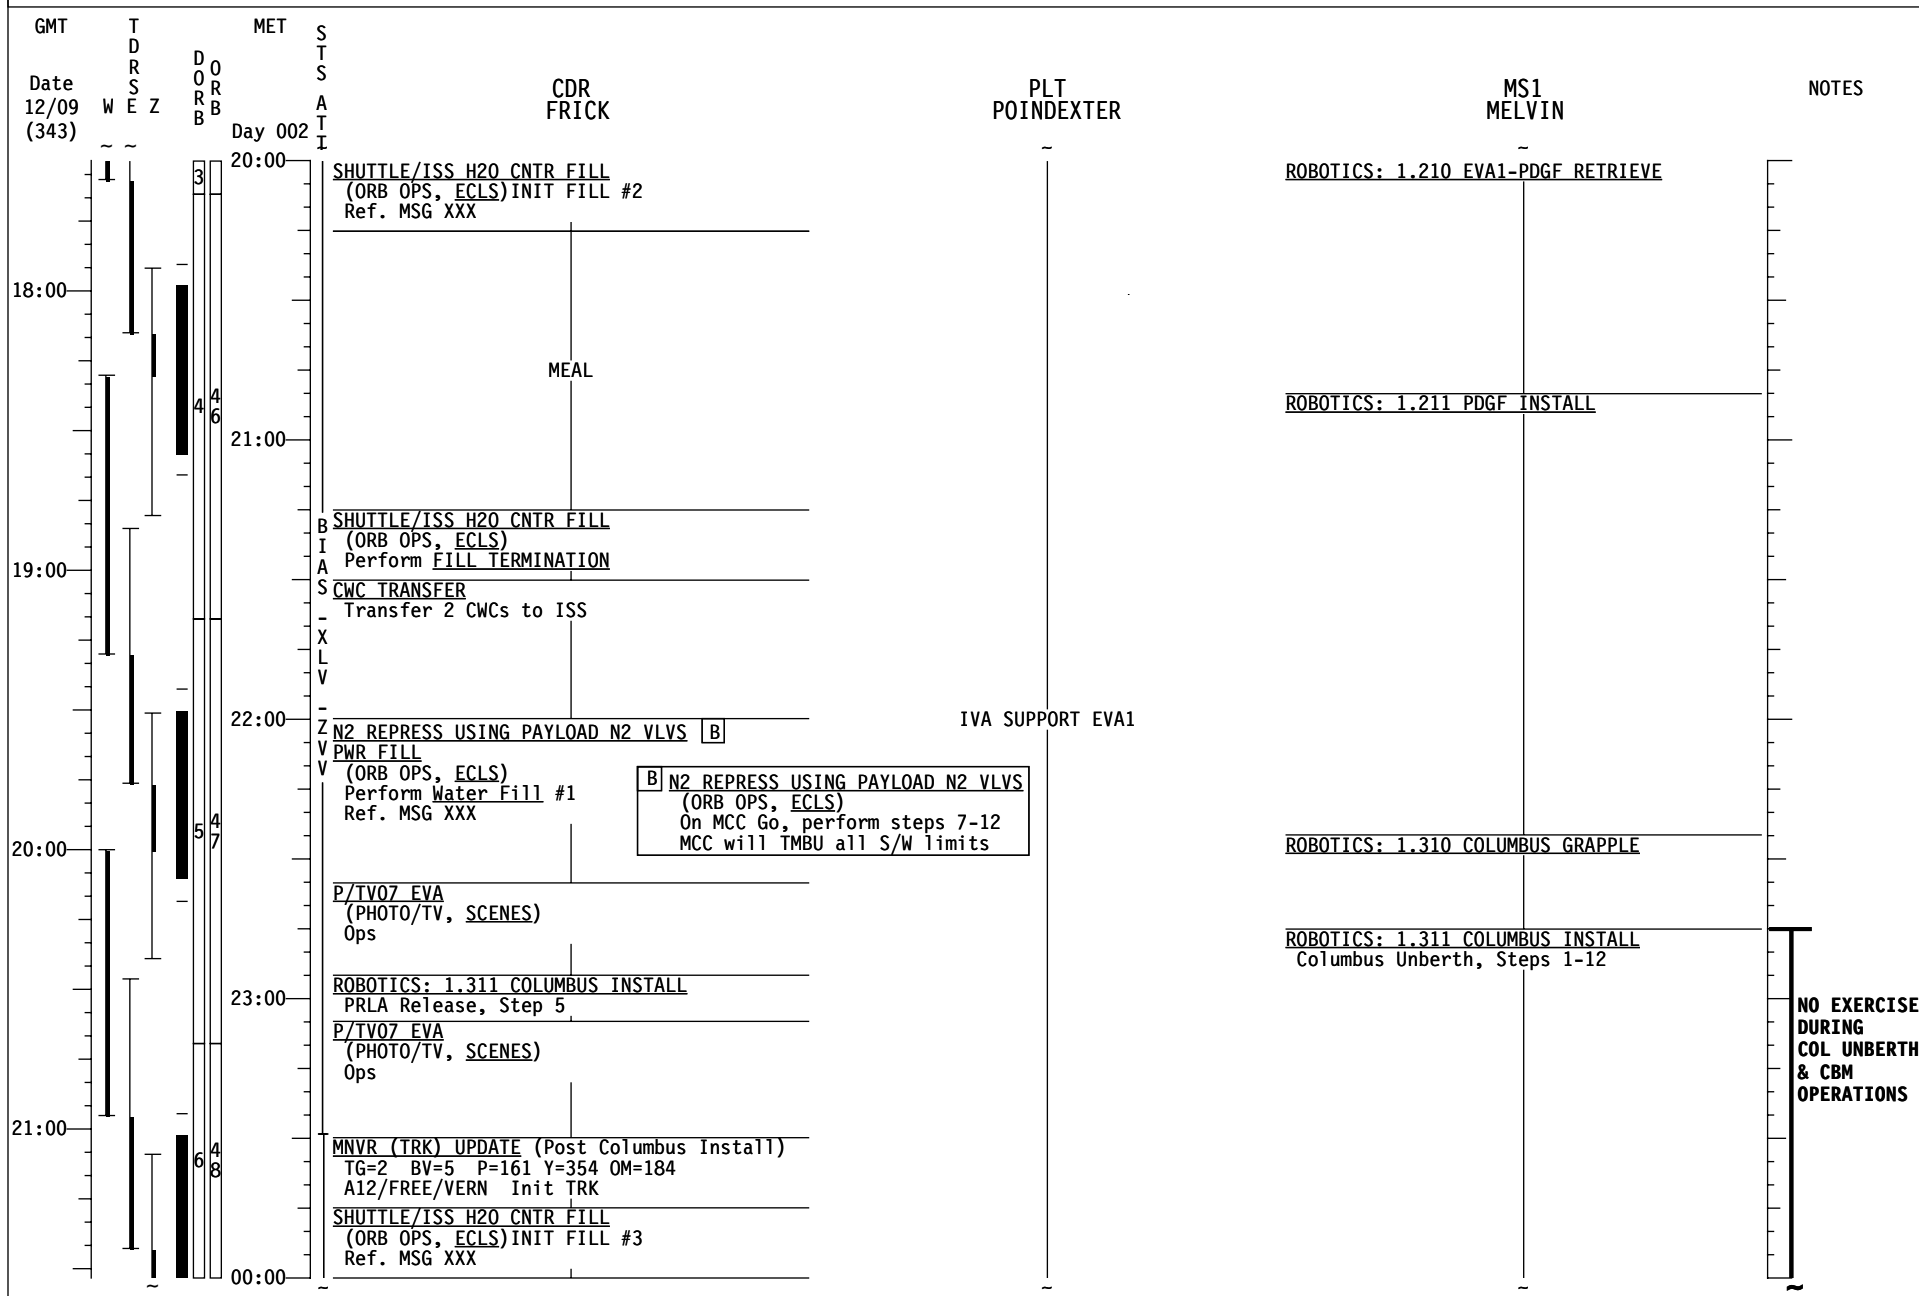 GMT
TDRS
MET
STS ATT
DORB
ORB
Date
12/09
(343)
W E Z
Day 002
CDR
FRICK
PLT
POINDEXTER
MS1
MELVIN
NOTES
~ ~
~
~
20:00
3
SHUTTLE/ISS H2O CNTR FILL
(ORB OPS, ECLS)INIT FILL #2
Ref. MSG XXX
ROBOTICS: 1.210 EVA1-PDGF RETRIEVE
18:00
MEAL
4
46
ROBOTICS: 1.211 PDGF INSTALL
21:00
BIAS -XLV -ZVV
SHUTTLE/ISS H2O CNTR FILL
(ORB OPS, ECLS)
Perform FILL TERMINATION
19:00
CWC TRANSFER
Transfer 2 CWCs to ISS
22:00
IVA SUPPORT EVA1
N2 REPRESS USING PAYLOAD N2 VLVS B
PWR FILL
(ORB OPS, ECLS)
Perform Water Fill #1
Ref. MSG XXX
B N2 REPRESS USING PAYLOAD N2 VLVS
(ORB OPS, ECLS)
On MCC Go, perform steps 7-12
MCC will TMBU all S/W limits
5
47
20:00
ROBOTICS: 1.310 COLUMBUS GRAPPLE
P/TV07 EVA
(PHOTO/TV, SCENES)
Ops
ROBOTICS: 1.311 COLUMBUS INSTALL
Columbus Unberth, Steps 1-12
ROBOTICS: 1.311 COLUMBUS INSTALL
PRLA Release, Step 5
23:00
NO EXERCISE
DURING
COL UNBERTH
& CBM
OPERATIONS
P/TV07 EVA
(PHOTO/TV, SCENES)
Ops
21:00
MNVR (TRK) UPDATE (Post Columbus Install)
TG=2 BV=5 P=161 Y=354 OM=184
A12/FREE/VERN Init TRK
6
48
SHUTTLE/ISS H2O CNTR FILL
(ORB OPS, ECLS)INIT FILL #3
Ref. MSG XXX
00:00
~ ~ ~ ~ ~